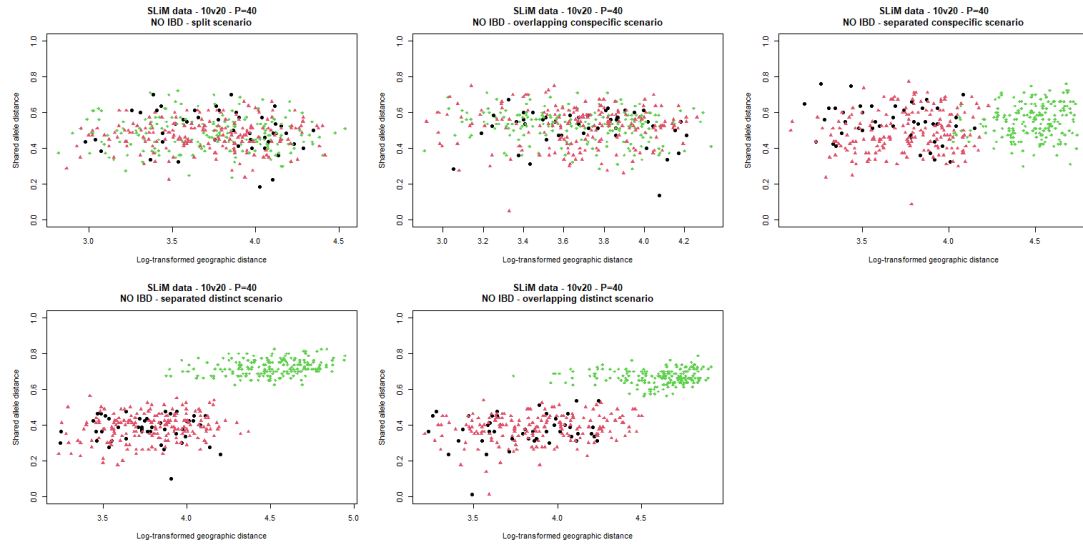 SLiM data - 10v20 - P=40
NO IBD - split scenario
Shared allele distance
1.0
0.8
0.6
0.4
0.2
0.0
3.0
3.5
4.0
4.5
Log-transformed geographic distance
SLiM data - 10v20 - P=40
NO IBD - overlapping conspecific scenario
Shared allele distance
1.0
0.8
0.6
0.4
0.2
0.0
3.0
3.2
3.4
3.6
3.8
4.0
4.2
Log-transformed geographic distance
SLiM data - 10v20 - P=40
NO IBD - separated conspecific scenario
Shared allele distance
1.0
0.8
0.6
0.4
0.2
0.0
3.5
4.0
4.5
Log-transformed geographic distance
SLiM data - 10v20 - P=40
NO IBD - separated distinct scenario
Shared allele distance
1.0
0.8
0.6
0.4
0.2
0.0
3.5
4.0
4.5
5.0
Log-transformed geographic distance
SLiM data - 10v20 - P=40
NO IBD - overlapping distinct scenario
Shared allele distance
1.0
0.8
0.6
0.4
0.2
0.0
3.5
4.0
4.5
Log-transformed geographic distance